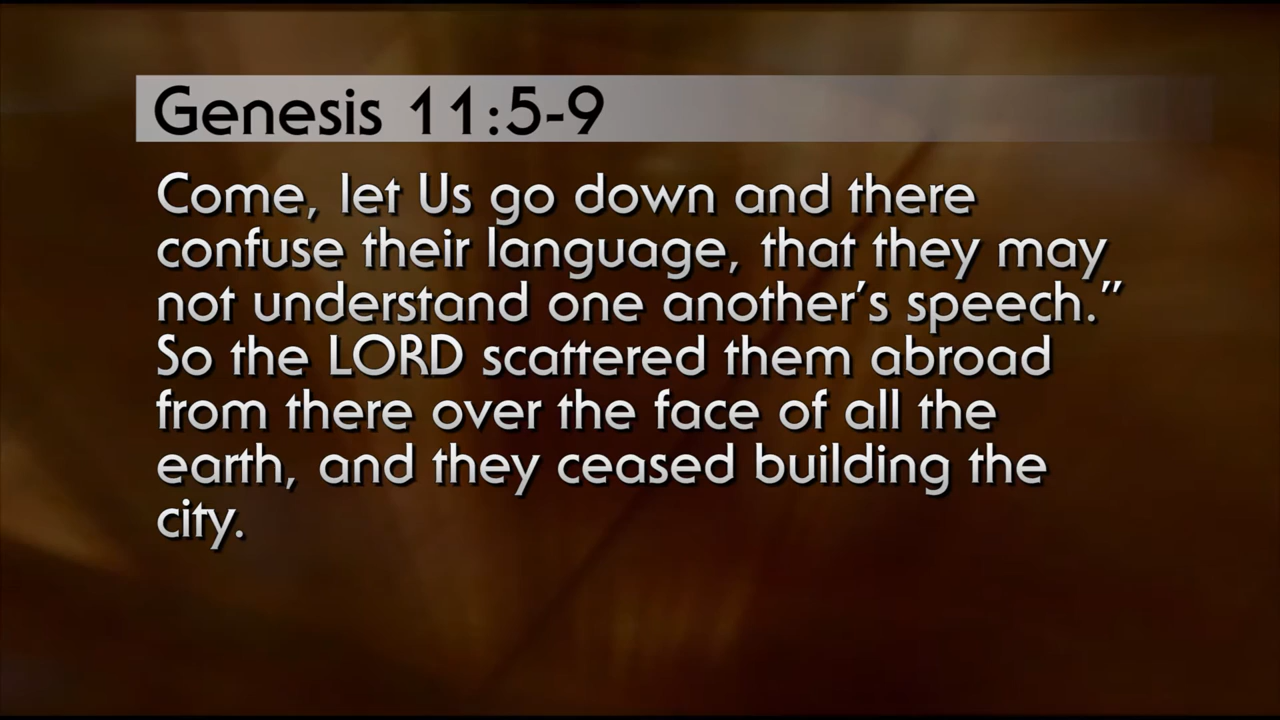 Genesis 11:5-9
Come, let Us go down and there
confuse their language, that they may
not understand one another’s speech.”
So the LORD scattered them abroad
from there over the face of all the
earth, and they ceased building the
city.